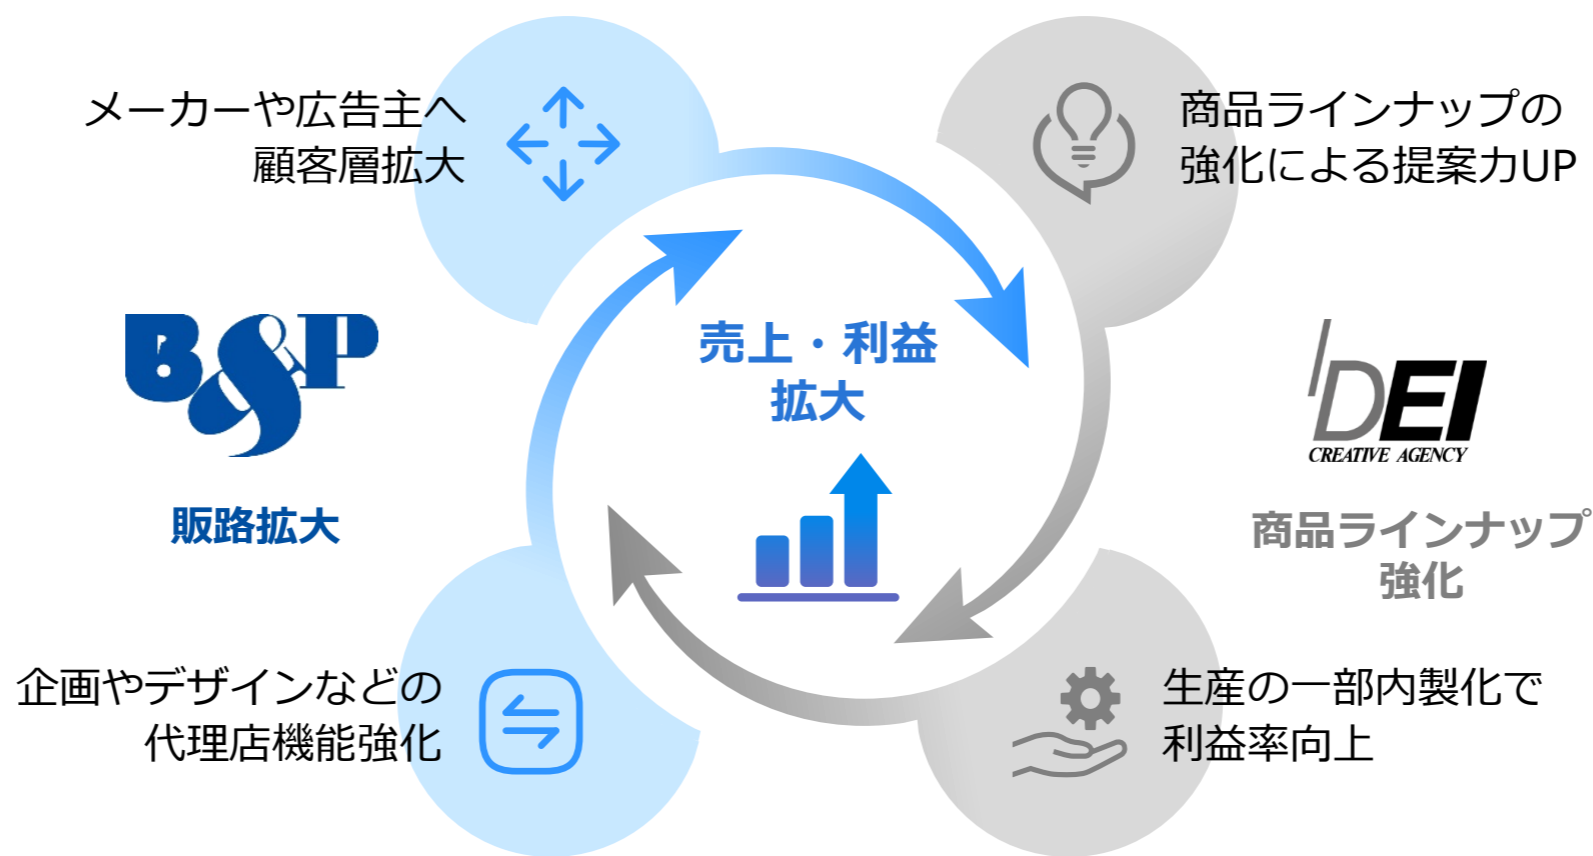 メーカーや広告主へ
顧客層拡大
商品ラインナップの
強化による提案力UP
売上・利益
拡大
B&P
販路拡大
DEI
CREATIVE AGENCY
商品ラインナップ
強化
企画やデザインなどの
代理店機能強化
生産の一部内製化で
利益率向上